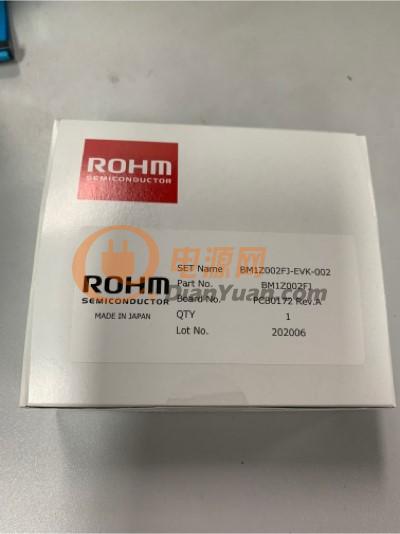 ROHM
SEMICONDUCTOR
SET Name BM1Z002FJ-EVK-002
Part No. BM1Z002FJ
Board No. PCB0172 Rev.A
QTY 1
Lot No. 202006
ROHM
SEMICONDUCTOR
MADE IN JAPAN
电源网
DianYuan.com